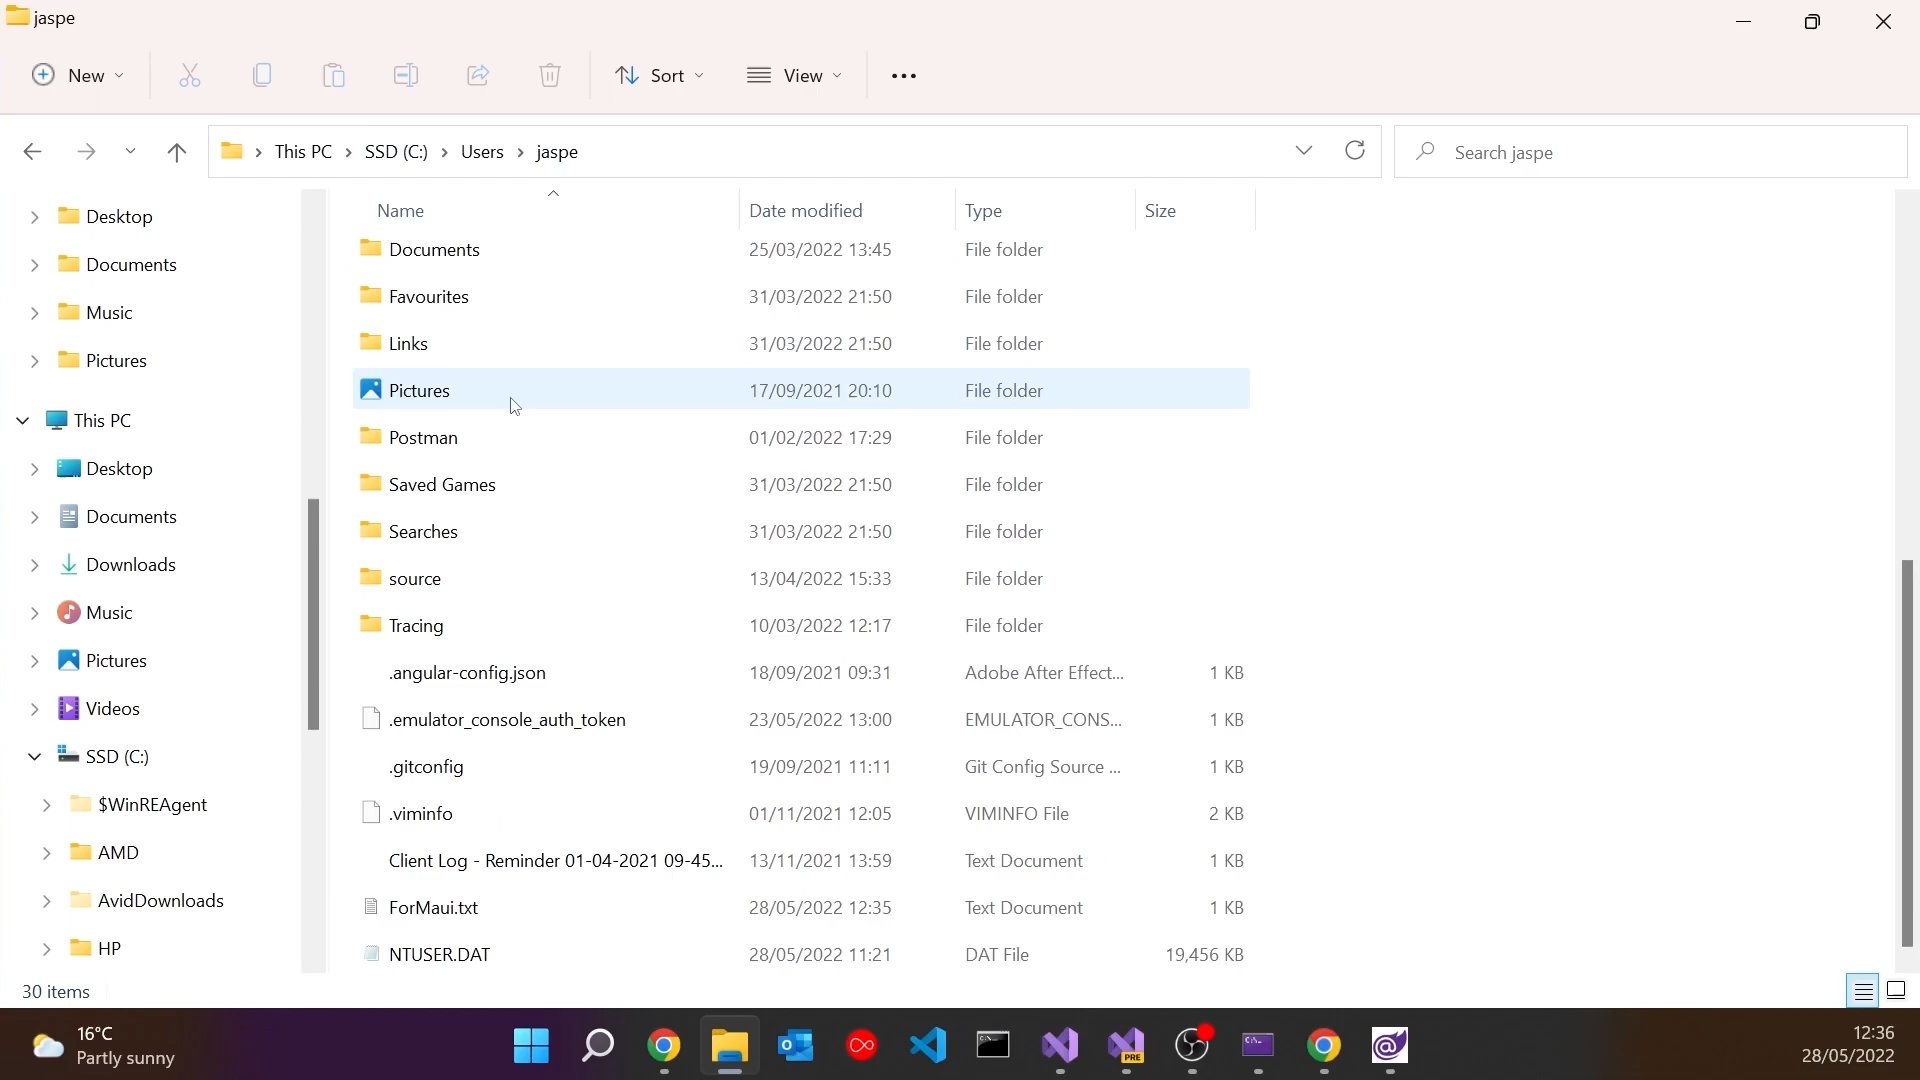 jaspe
New
Sort
View
This PC
SSD (C:)
Users
jaspe
Search jaspe
Desktop
Documents
Music
Pictures
This PC
Desktop
Documents
Downloads
Music
Pictures
Videos
SSD (C:)
$WinREAgent
AMD
AvidDownloads
HP
Name Date modified Type Size
Documents 25/03/2022 13:45 File folder
Favourites 31/03/2022 21:50 File folder
Links 31/03/2022 21:50 File folder
Pictures 17/09/2021 20:10 File folder
Postman 01/02/2022 17:29 File folder
Saved Games 31/03/2022 21:50 File folder
Searches 31/03/2022 21:50 File folder
source 13/04/2022 15:33 File folder
Tracing 10/03/2022 12:17 File folder
.angular-config.json 18/09/2021 09:31 Adobe After Effect... 1 KB
.emulator_console_auth_token 23/05/2022 13:00 EMULATOR_CONS... 1 KB
.gitconfig 19/09/2021 11:11 Git Config Source ... 1 KB
.viminfo 01/11/2021 12:05 VIMINFO File 2 KB
Client Log - Reminder 01-04-2021 09-45... 13/11/2021 13:59 Text Document 1 KB
ForMaui.txt 28/05/2022 12:35 Text Document 1 KB
NTUSER.DAT 28/05/2022 11:21 DAT File 19,456 KB
30 items
16°C
Partly sunny
PRE
12:36
28/05/2022